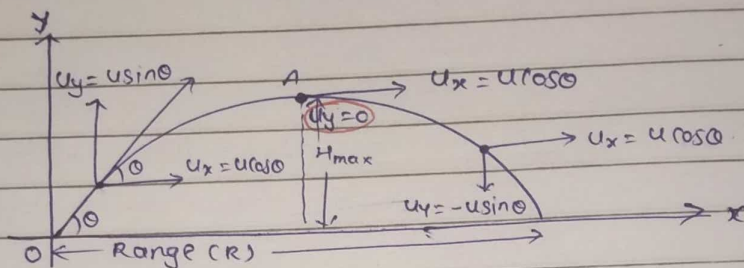 y
uy=usinθ
A
ux = ucosθ
uy=0
θ
ux = ucosθ
Hmax
ux = ucosθ
θ
uy = -usinθ
x
O
Range (R)